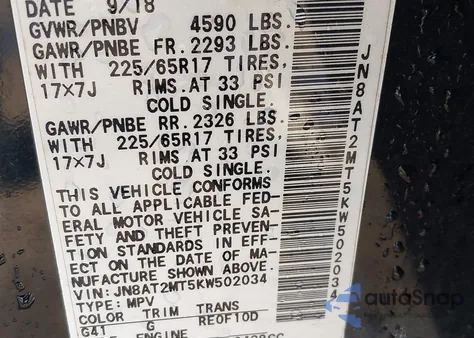 DATE 9/18
GVWR/PNBV 4590 LBS.
GAWR/PNBE FR. 2293 LBS.
WITH 225/65R17 TIRES,
17×7J RIMS.AT 33 PSI
COLD SINGLE.
GAWR/PNBE RR. 2326 LBS.
WITH 225/65R17 TIRES,
17×7J RIMS.AT 33 PSI
COLD SINGLE.
THIS VEHICLE CONFORMS
TO ALL APPLICABLE FED-
ERAL MOTOR VEHICLE SA-
FETY AND THEFT PREVEN-
TION STANDARDS IN EFF-
ECT ON THE DATE OF MA-
NUFACTURE SHOWN ABOVE.
VIN: JN8AT2MT5KW502034
TYPE: MPV
COLOR TRIM TRANS
G41 G RE0F10D
ENGINE
JN8AT2MT5KW502034
autoSnap